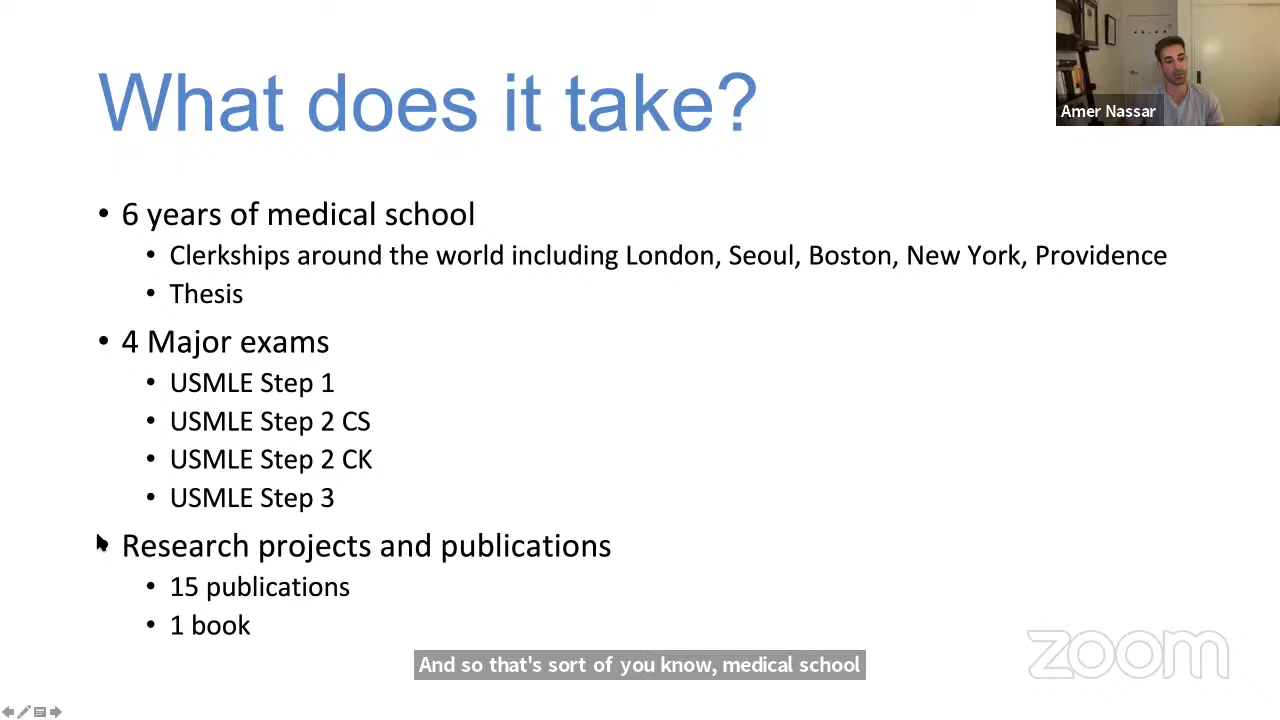 What does it take?
Amer Nassar
• 6 years of medical school
• Clerkships around the world including London, Seoul, Boston, New York, Providence
• Thesis
• 4 Major exams
• USMLE Step 1
• USMLE Step 2 CS
• USMLE Step 2 CK
• USMLE Step 3
• Research projects and publications
• 15 publications
• 1 book
And so that's sort of you know, medical school
zoom